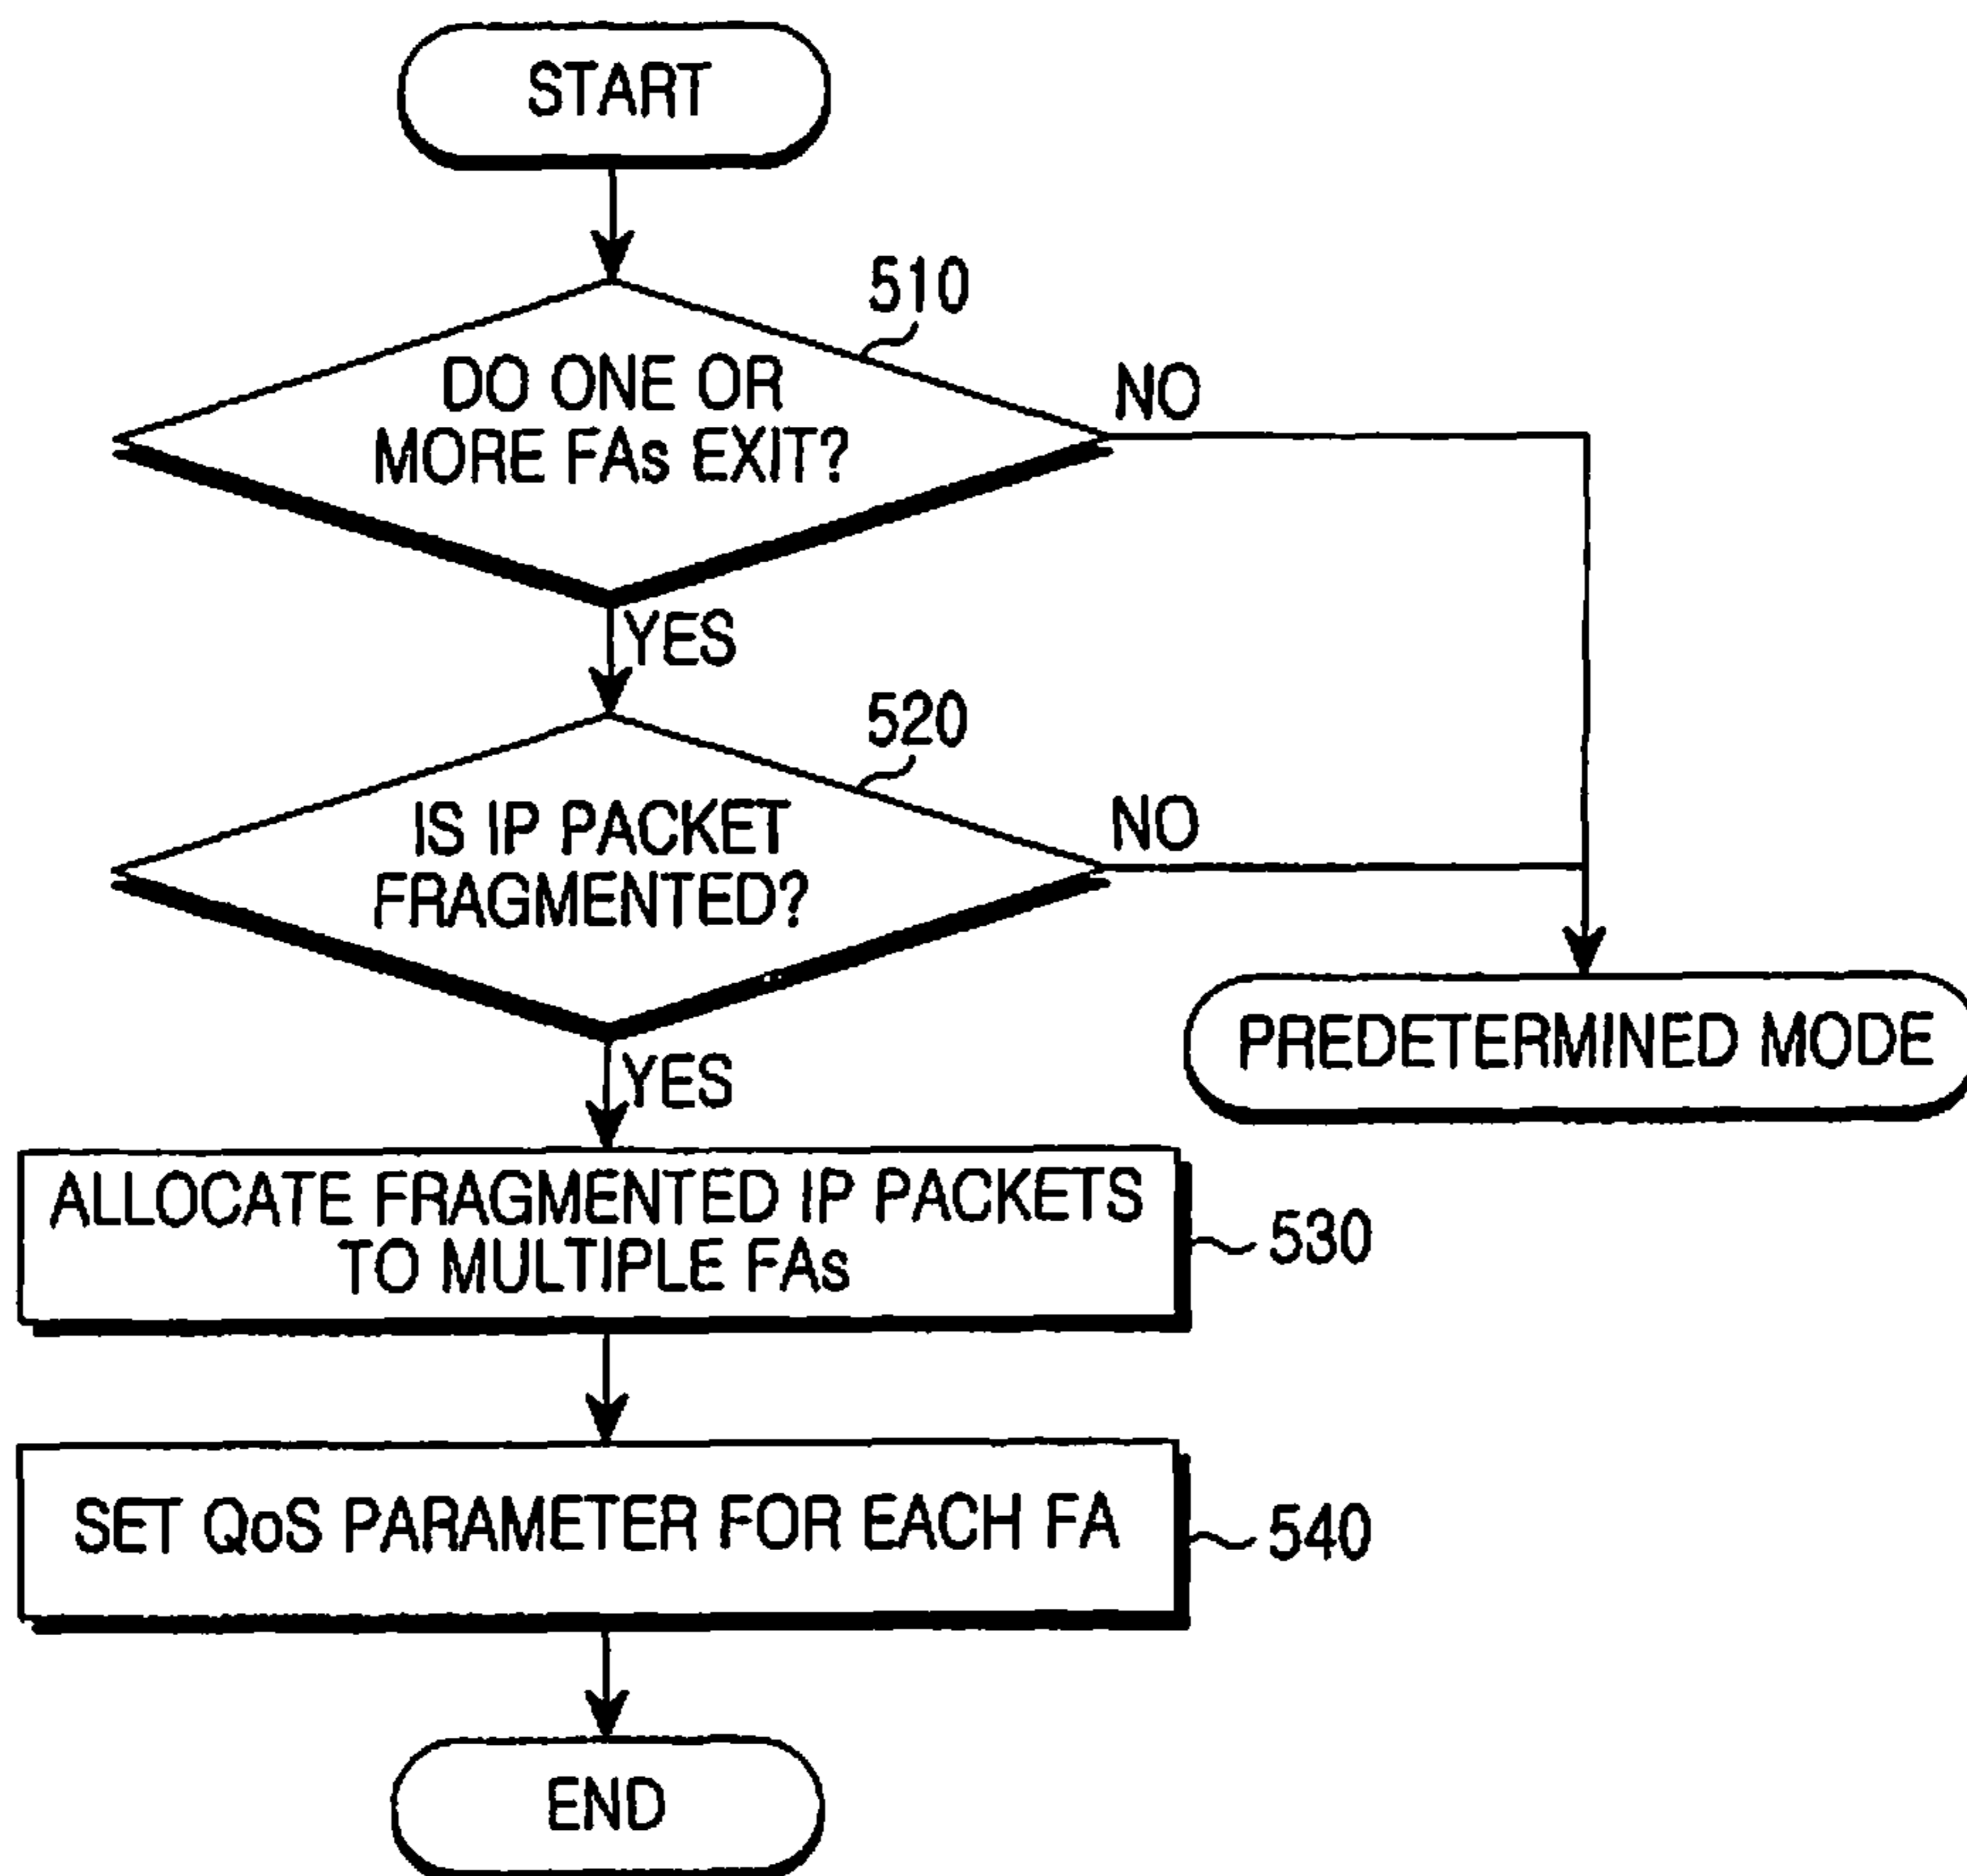 START
510
DO ONE OR
MORE FAs EXIT?
NO
YES
520
IS IP PACKET
FRAGMENTED?
NO
PREDETERMINED MODE
YES
ALLOCATE FRAGMENTED IP PACKETS
TO MULTIPLE FAs
530
SET QoS PARAMETER FOR EACH FA
540
END